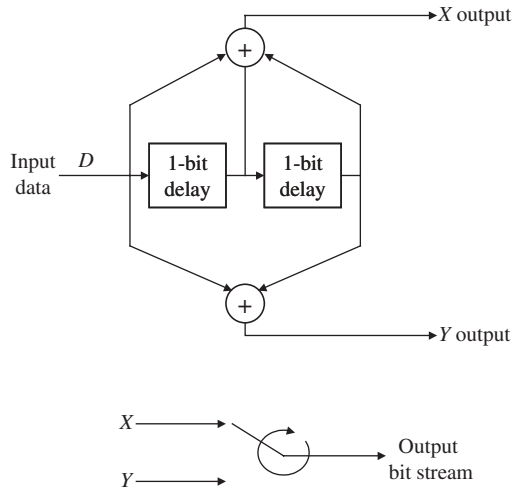 X output
+
Input
data
D
1-bit
delay
1-bit
delay
+
Y output
X
Y
Output
bit stream